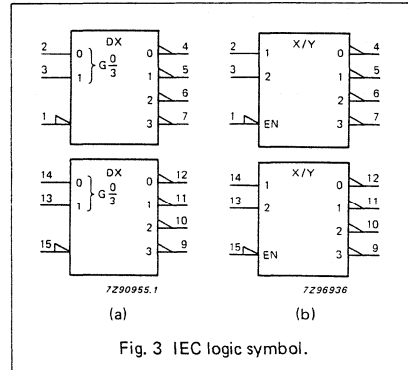 DX
2 0 0 4
3 1 } G 0/3 1 5
2 6
1 3 7
X/Y
2 1 0 4
3 2 1 5
2 6
1 EN 3 7
DX
14 0 0 12
13 1 } G 0/3 1 11
2 10
15 3 9
7Z90955.1
(a)
X/Y
14 1 0 12
13 2 1 11
2 10
15 EN 3 9
7Z96936
(b)
Fig. 3 IEC logic symbol.